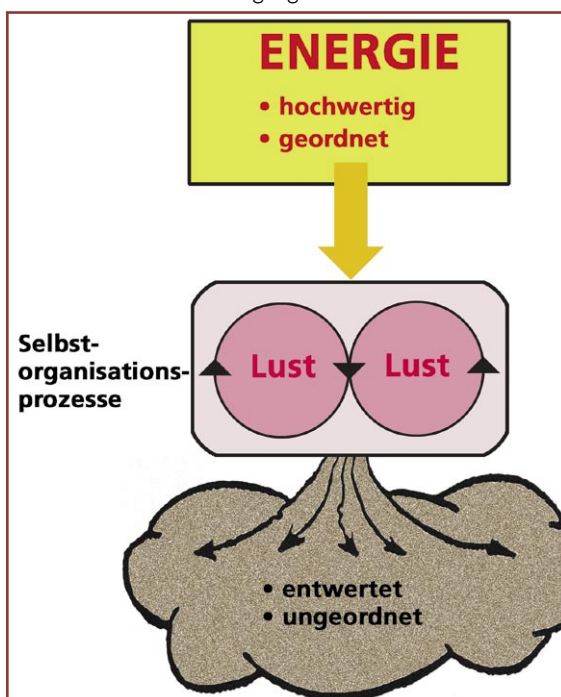 ENERGIE
• hochwertig
• geordnet
Selbst-
organisations-
prozesse
Lust
Lust
• entwertet
• ungeordnet